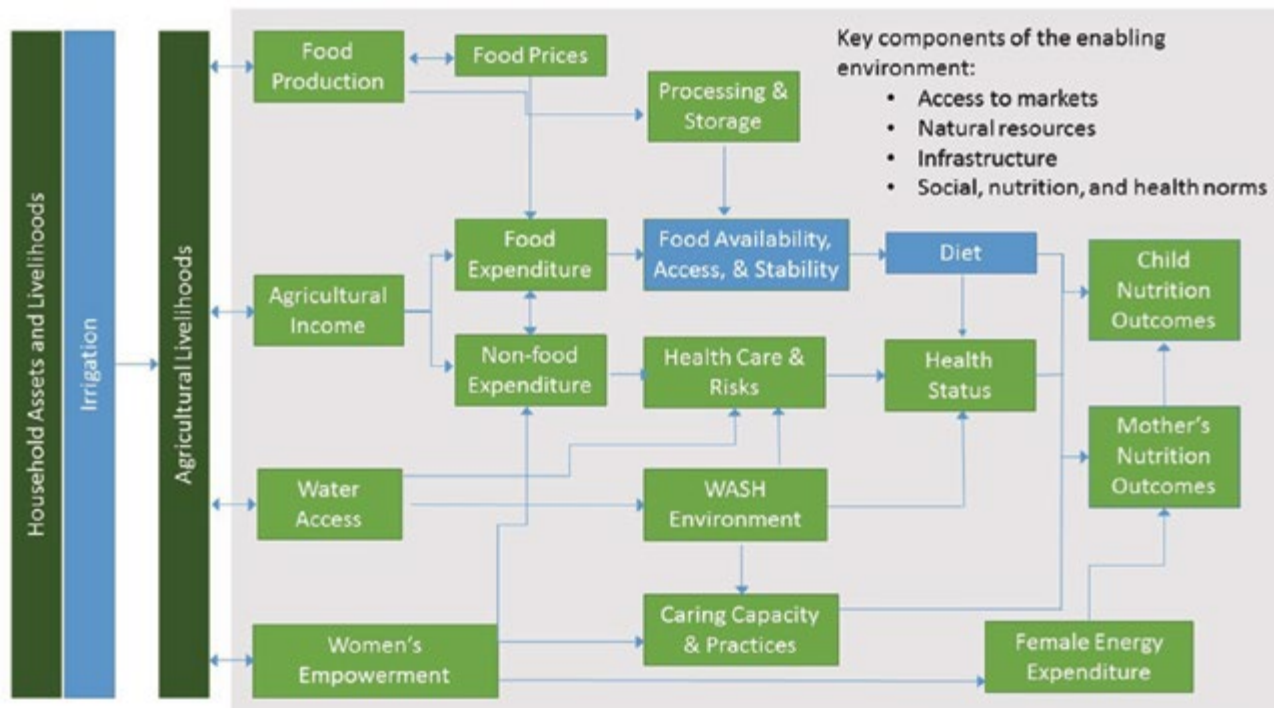 Household Assets and Livelihoods
Irrigation
Agricultural Livelihoods
Food
Production
Food Prices
Processing &
Storage
Key components of the enabling
environment:
• Access to markets
• Natural resources
• Infrastructure
• Social, nutrition, and health norms
Food
Expenditure
Food Availability,
Access, & Stability
Diet
Child
Nutrition
Outcomes
Agricultural
Income
Non-food
Expenditure
Health Care &
Risks
Health
Status
Mother's
Nutrition
Outcomes
Water
Access
WASH
Environment
Caring Capacity
& Practices
Women's
Empowerment
Female Energy
Expenditure